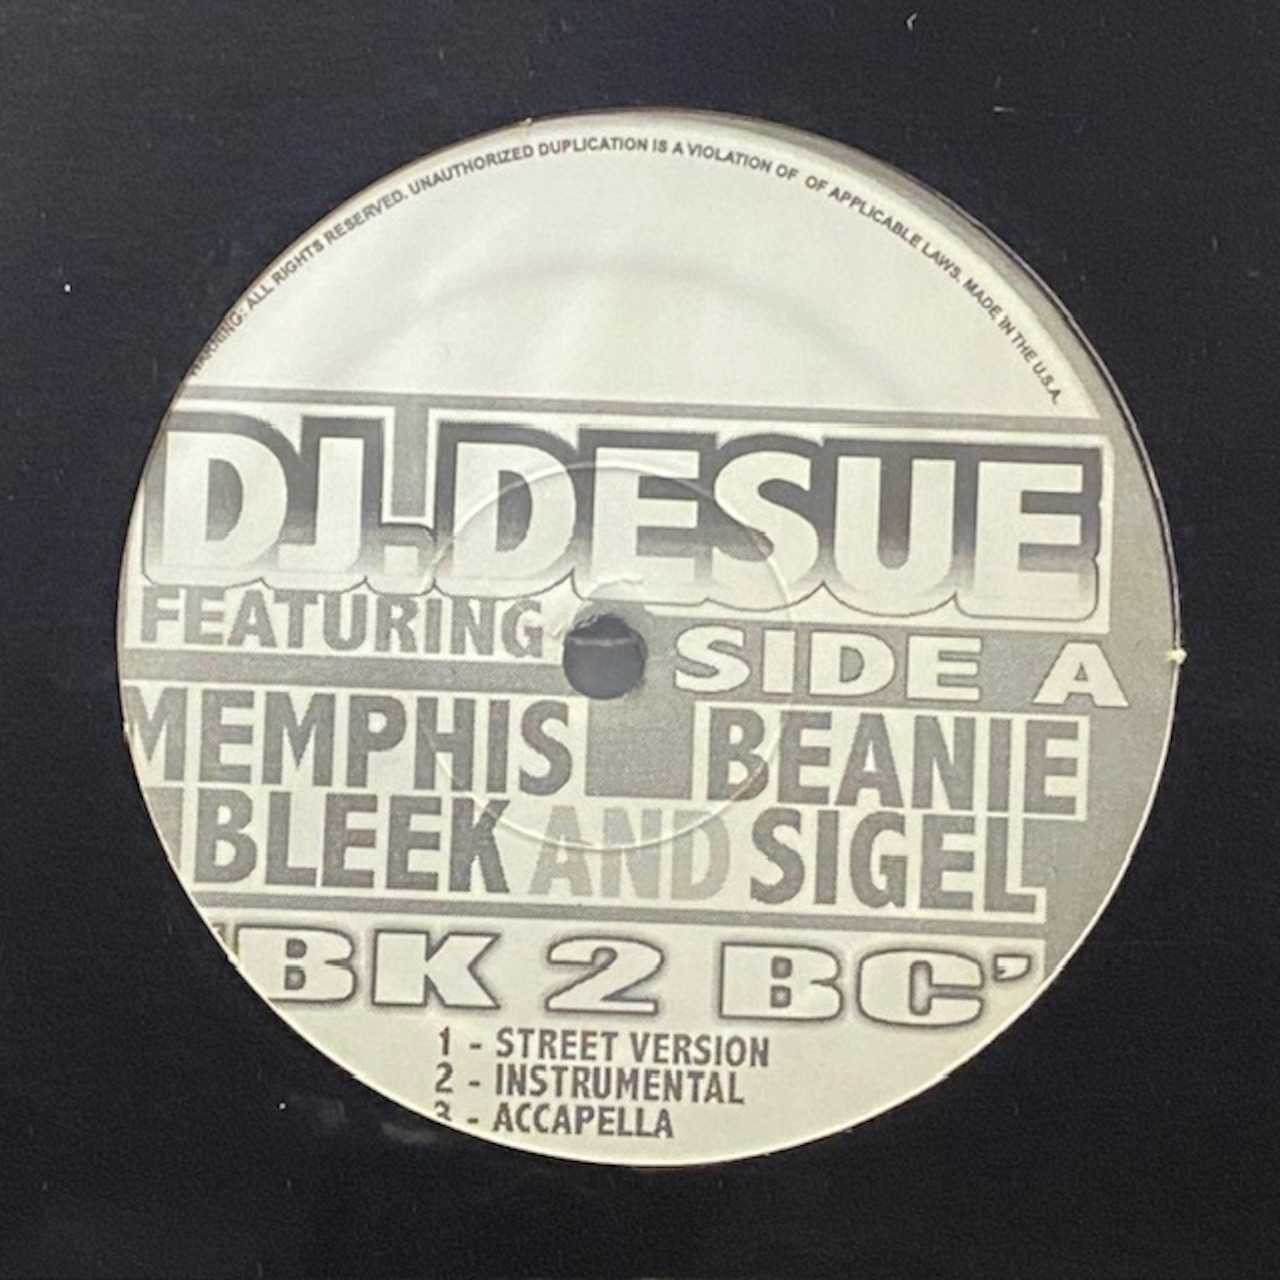 WARNING: ALL RIGHTS RESERVED. UNAUTHORIZED DUPLICATION IS A VIOLATION OF OF APPLICABLE LAWS. MADE IN THE U.S.A.
DJ. DESUE
FEATURING
SIDE A
MEMPHIS BEANIE
BLEEK AND SIGEL
'BK 2 BC'
1 - STREET VERSION
2 - INSTRUMENTAL
3 - ACCAPELLA